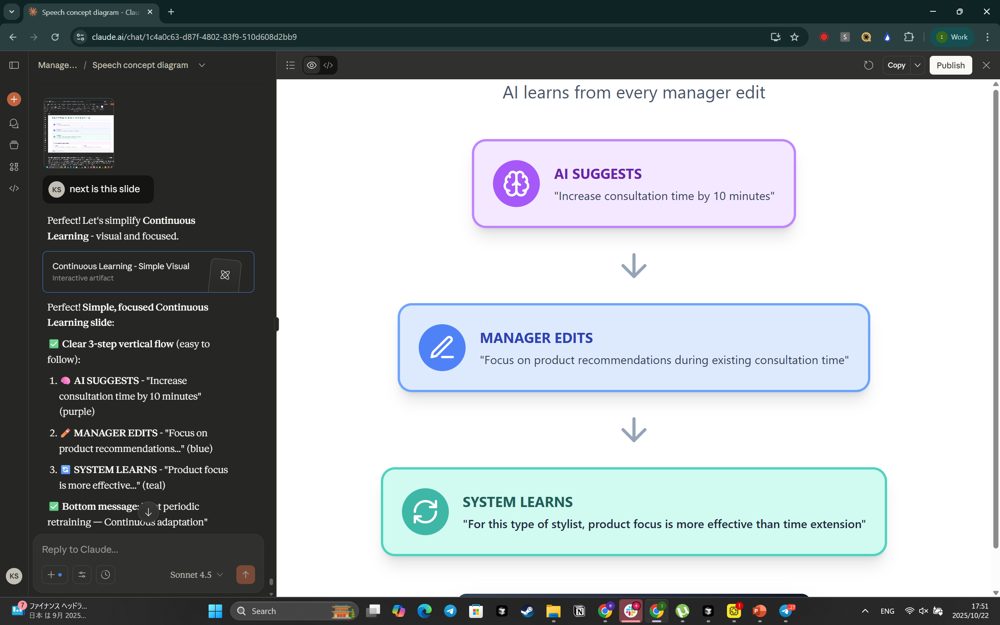 Speech concept diagram - Clau
claude.ai/chat/1c4a0c63-d87f-4802-83f9-510d608d2bb9
S
I
Work
Manage... / Speech concept diagram
Copy
Publish
KS
next is this slide
Perfect! Let's simplify Continuous
Learning - visual and focused.
Continuous Learning - Simple Visual
Interactive artifact
Perfect! Simple, focused Continuous
Learning slide:
✅ Clear 3-step vertical flow (easy to
follow):
1. 🧠 AI SUGGESTS - "Increase
consultation time by 10 minutes"
(purple)
2. ✏️ MANAGER EDITS - "Focus on
product recommendations..." (blue)
3. 🔄 SYSTEM LEARNS - "Product focus
is more effective..." (teal)
✅ Bottom message: t periodic
retraining — Continuous adaptation"
Reply to Claude...
Sonnet 4.5
KS
AI learns from every manager edit
AI SUGGESTS
"Increase consultation time by 10 minutes"
MANAGER EDITS
"Focus on product recommendations during existing consultation time"
SYSTEM LEARNS
"For this type of stylist, product focus is more effective than time extension"
7
ファイナンス ヘッドラ...
日本 は 9月 2025...
Search
ENG
17:51
2025/10/22